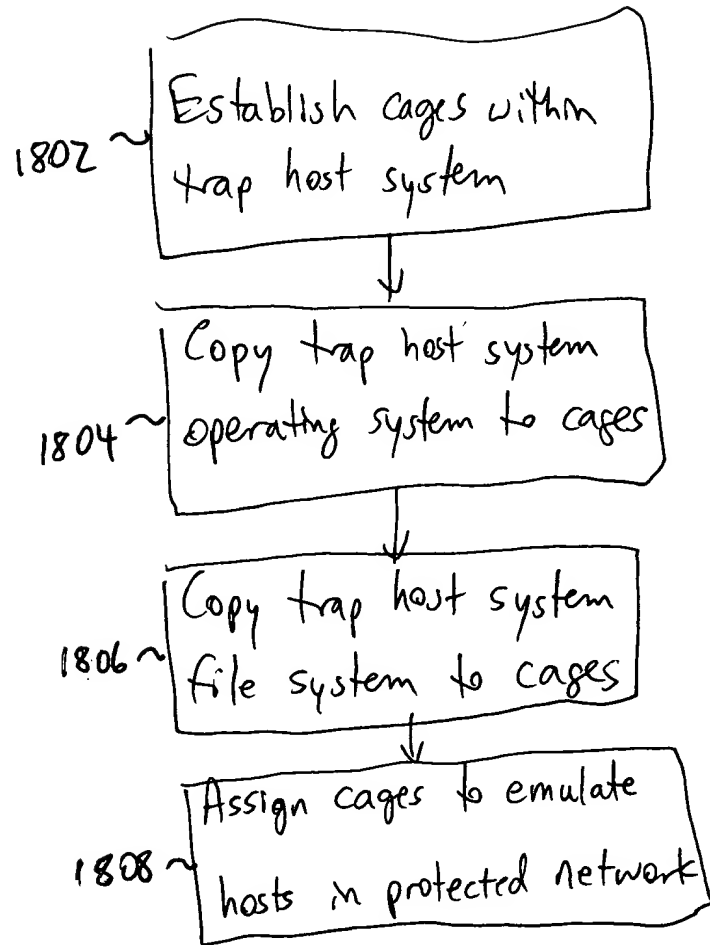 1802
Establish cages within
trap host system
1804
Copy trap host system
operating system to cages
1806
Copy trap host system
file system to cages
1808
Assign cages to emulate
hosts in protected network